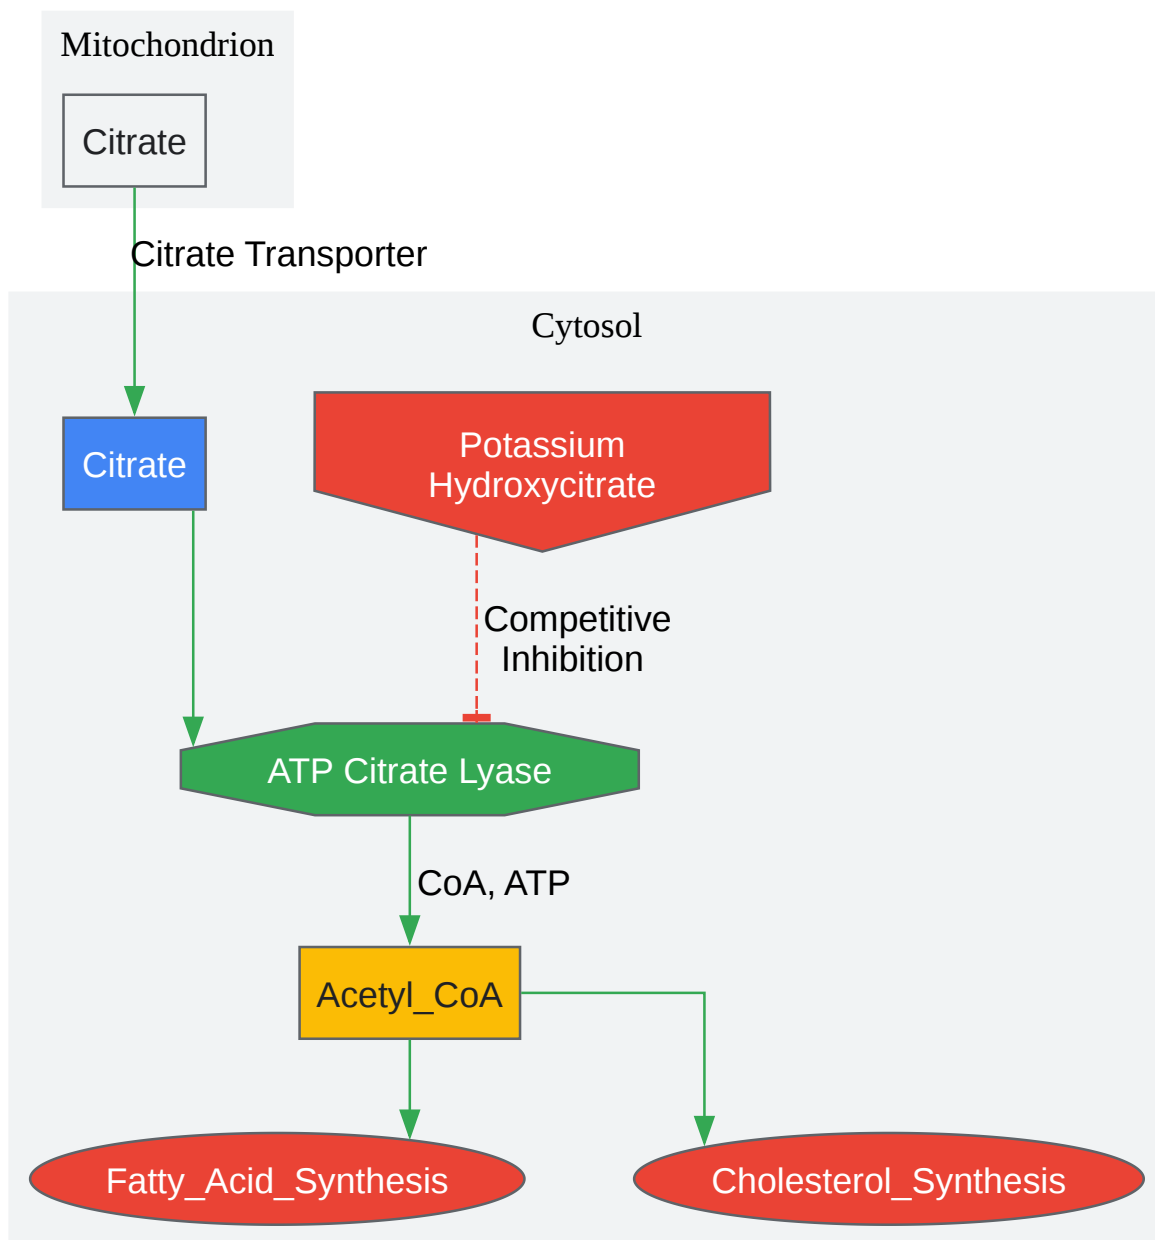 Mitochondrion
Citrate
Citrate Transporter
Cytosol
Citrate
Potassium
Hydroxycitrate
Competitive
Inhibition
ATP Citrate Lyase
CoA, ATP
Acetyl_CoA
Fatty_Acid_Synthesis
Cholesterol_Synthesis